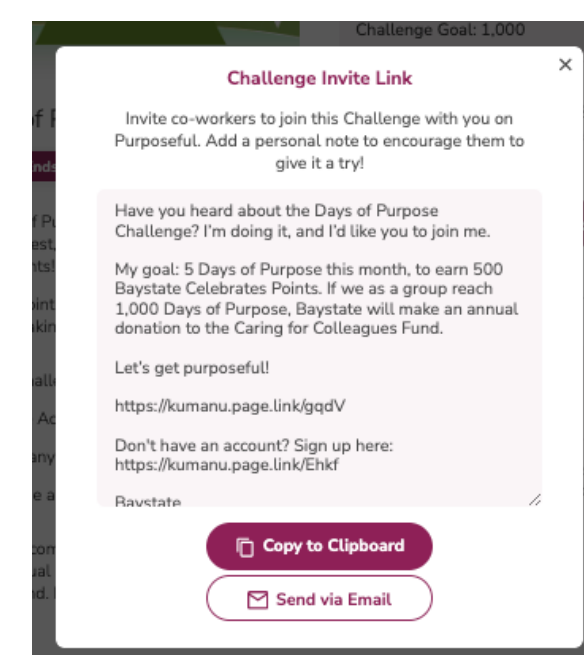 Challenge Goal: 1,000
Challenge Invite Link
Invite co-workers to join this Challenge with you on
Purposeful. Add a personal note to encourage them to
give it a try!
Have you heard about the Days of Purpose
Challenge? I'm doing it, and I'd like you to join me.
My goal: 5 Days of Purpose this month, to earn 500
Baystate Celebrates Points. If we as a group reach
1,000 Days of Purpose, Baystate will make an annual
donation to the Caring for Colleagues Fund.
Let's get purposeful!
https://kumanu.page.link/gqdV
Don't have an account? Sign up here:
https://kumanu.page.link/Ehkf
Baystate
Copy to Clipboard
Send via Email